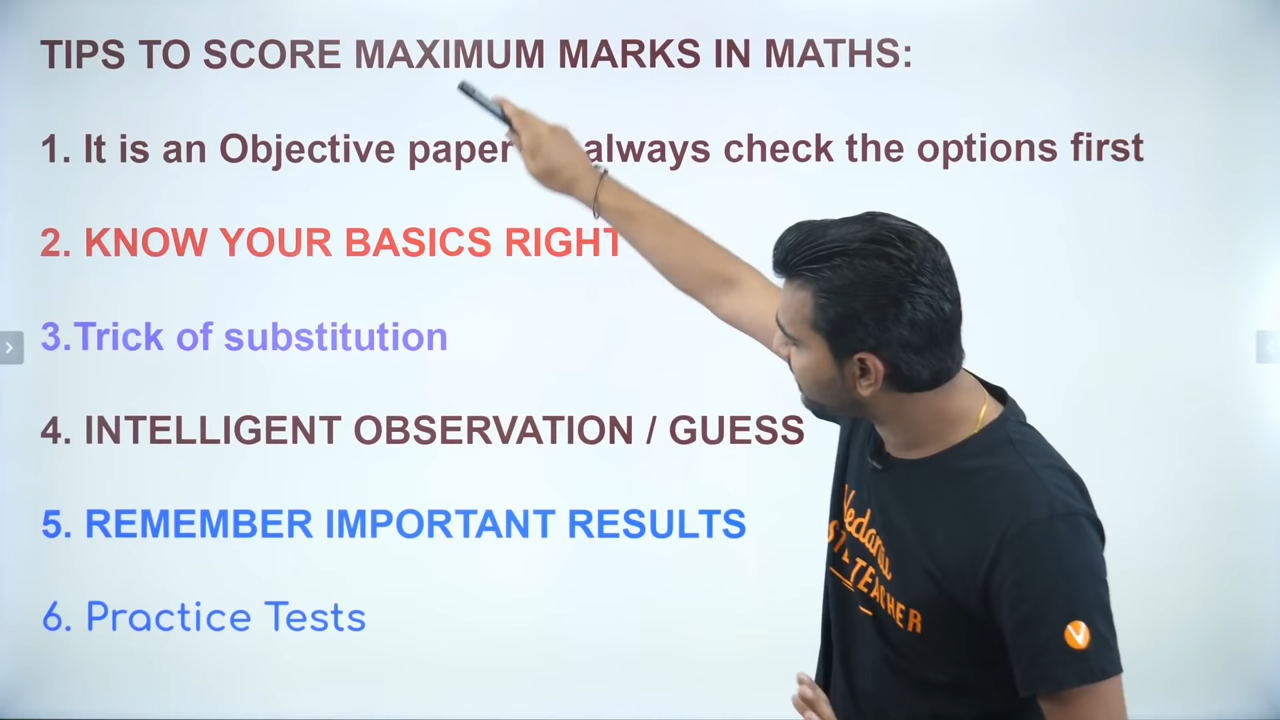 TIPS TO SCORE MAXIMUM MARKS IN MATHS:
1. It is an Objective paper always check the options first
2. KNOW YOUR BASICS RIGHT
3.Trick of substitution
4. INTELLIGENT OBSERVATION / GUESS
5. REMEMBER IMPORTANT RESULTS
6. Practice Tests
TEACHER
V